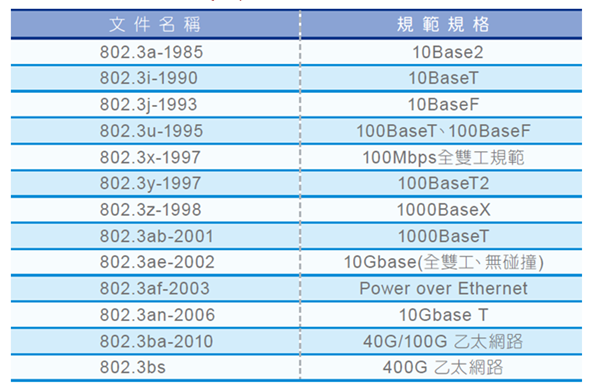 文件名稱 規範規格
802.3a-1985 10Base2
802.3i-1990 10BaseT
802.3j-1993 10BaseF
802.3u-1995 100BaseT、100BaseF
802.3x-1997 100Mbps全雙工規範
802.3y-1997 100BaseT2
802.3z-1998 1000BaseX
802.3ab-2001 1000BaseT
802.3ae-2002 10Gbase(全雙工、無碰撞)
802.3af-2003 Power over Ethernet
802.3an-2006 10Gbase T
802.3ba-2010 40G/100G 乙太網路
802.3bs 400G 乙太網路